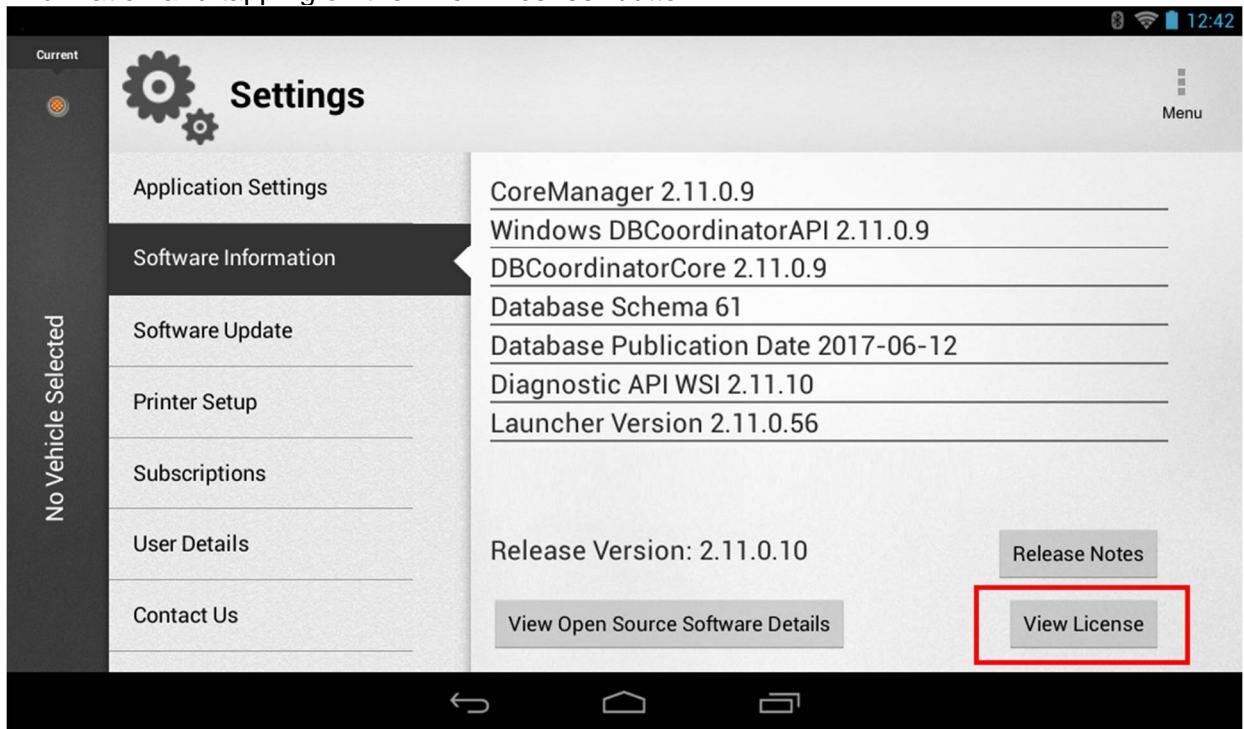 12:42
Current
Settings
Menu
No Vehicle Selected
Application Settings
Software Information
Software Update
Printer Setup
Subscriptions
User Details
Contact Us
CoreManager 2.11.0.9
Windows DBCoordinatorAPI 2.11.0.9
DBCoordinatorCore 2.11.0.9
Database Schema 61
Database Publication Date 2017-06-12
Diagnostic API WSI 2.11.10
Launcher Version 2.11.0.56
Release Version: 2.11.0.10
Release Notes
View Open Source Software Details
View License